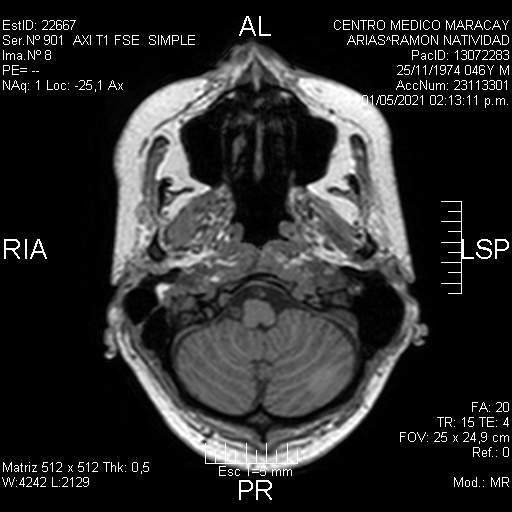 EstID: 22667
Ser.Nº 901 AXI T1 FSE SIMPLE
Ima.Nº 8
PE= --
NAq: 1 Loc: -25,1 Ax
AL
CENTRO MEDICO MARACAY
ARIAS^RAMON NATIVIDAD
PacID: 13072283
25/11/1974 046Y M
AccNum: 23113301
01/05/2021 02:13:11 p.m.
RIA
LSP
FA: 20
TR: 15 TE: 4
FOV: 25 x 24,9 cm
Ref.: 0
Matriz 512 x 512 Thk: 0,5
W:4242 L:2129
Esc 1=5 mm
PR
Mod.: MR